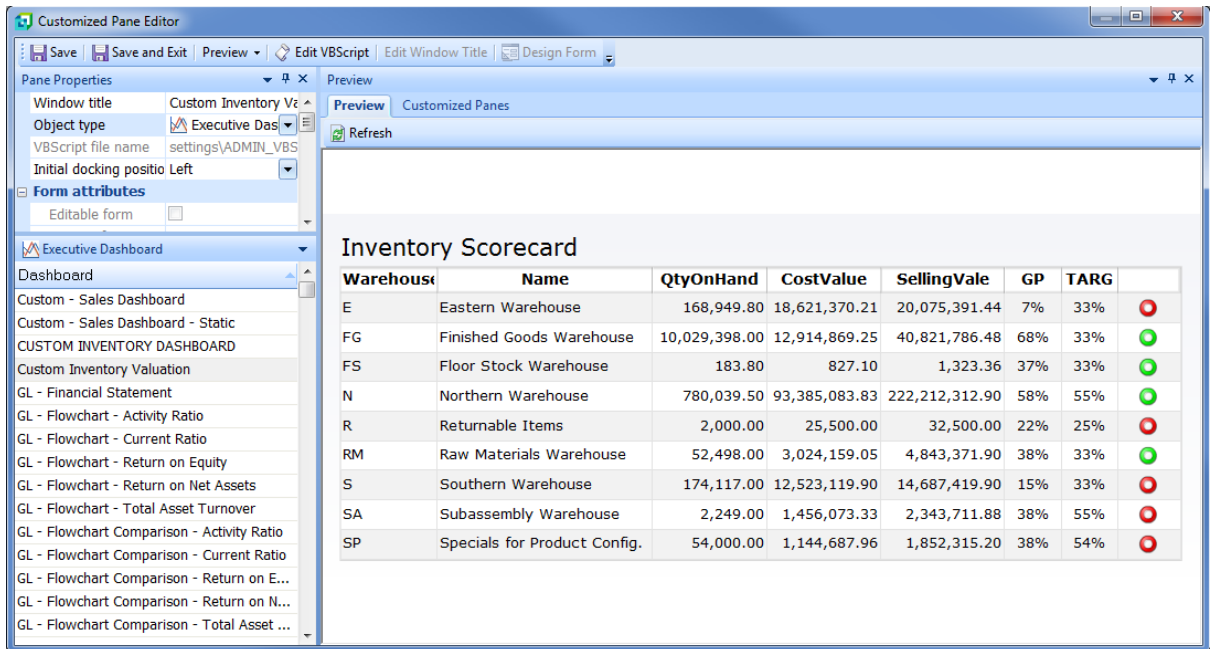 Customized Pane Editor
Save Save and Exit Preview Edit VBScript Edit Window Title Design Form
Pane Properties
Window title Custom Inventory Va
Object type Executive Das
VBScript file name settings\ADMIN_VBS
Initial docking positio Left
Form attributes
Editable form
Executive Dashboard
Dashboard
Custom - Sales Dashboard
Custom - Sales Dashboard - Static
CUSTOM INVENTORY DASHBOARD
Custom Inventory Valuation
GL - Financial Statement
GL - Flowchart - Activity Ratio
GL - Flowchart - Current Ratio
GL - Flowchart - Return on Equity
GL - Flowchart - Return on Net Assets
GL - Flowchart - Total Asset Turnover
GL - Flowchart Comparison - Activity Ratio
GL - Flowchart Comparison - Current Ratio
GL - Flowchart Comparison - Return on E...
GL - Flowchart Comparison - Return on N...
GL - Flowchart Comparison - Total Asset ...
Preview
Preview Customized Panes
Refresh
Inventory Scorecard
Warehouse Name QtyOnHand CostValue SellingVale GP TARG
E Eastern Warehouse 168,949.80 18,621,370.21 20,075,391.44 7% 33%
FG Finished Goods Warehouse 10,029,398.00 12,914,869.25 40,821,786.48 68% 33%
FS Floor Stock Warehouse 183.80 827.10 1,323.36 37% 33%
N Northern Warehouse 780,039.50 93,385,083.83 222,212,312.90 58% 55%
R Returnable Items 2,000.00 25,500.00 32,500.00 22% 25%
RM Raw Materials Warehouse 52,498.00 3,024,159.05 4,843,371.90 38% 33%
S Southern Warehouse 174,117.00 12,523,119.90 14,687,419.90 15% 33%
SA Subassembly Warehouse 2,249.00 1,456,073.33 2,343,711.88 38% 55%
SP Specials for Product Config. 54,000.00 1,144,687.96 1,852,315.20 38% 54%